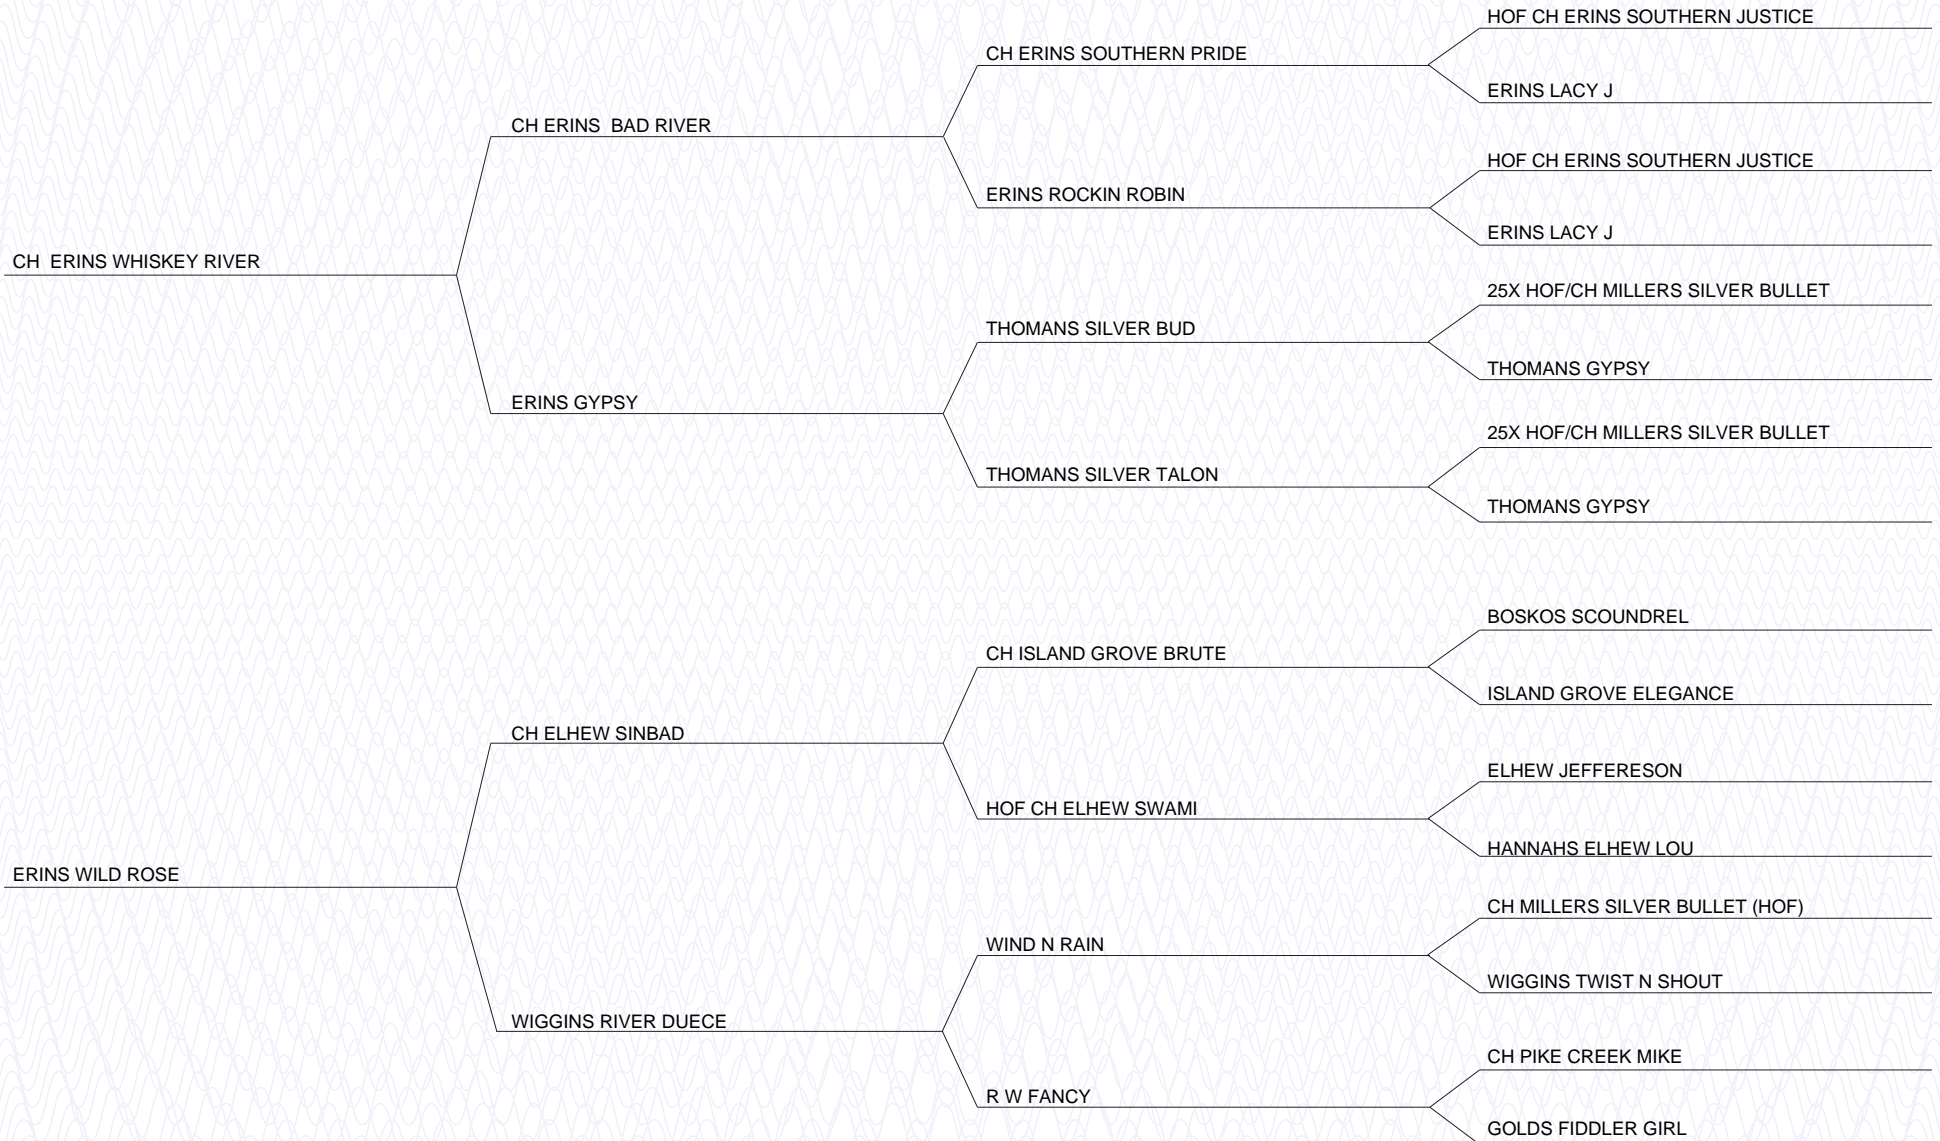 HOF CH ERINS SOUTHERN JUSTICE
CH ERINS SOUTHERN PRIDE
ERINS LACY J
CH ERINS  BAD RIVER
HOF CH ERINS SOUTHERN JUSTICE
ERINS ROCKIN ROBIN
ERINS LACY J
CH  ERINS WHISKEY RIVER
25X HOF/CH MILLERS SILVER BULLET
THOMANS SILVER BUD
THOMANS GYPSY
ERINS GYPSY
25X HOF/CH MILLERS SILVER BULLET
THOMANS SILVER TALON
THOMANS GYPSY
BOSKOS SCOUNDREL
CH ISLAND GROVE BRUTE
ISLAND GROVE ELEGANCE
CH ELHEW SINBAD
ELHEW JEFFERESON
HOF CH ELHEW SWAMI
HANNAHS ELHEW LOU
ERINS WILD ROSE
CH MILLERS SILVER BULLET (HOF)
WIND N RAIN
WIGGINS TWIST N SHOUT
WIGGINS RIVER DUECE
CH PIKE CREEK MIKE
R W FANCY
GOLDS FIDDLER GIRL